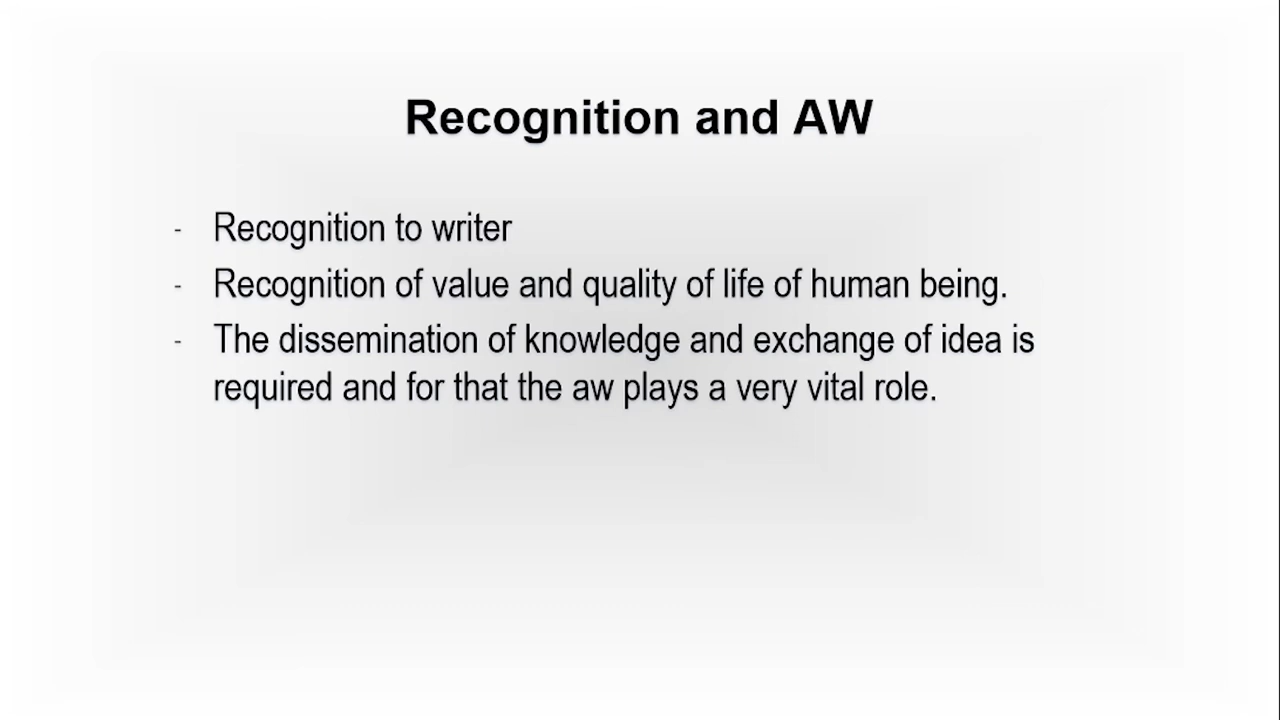 Recognition and AW
- Recognition to writer
- Recognition of value and quality of life of human being.
- The dissemination of knowledge and exchange of idea is
required and for that the aw plays a very vital role.